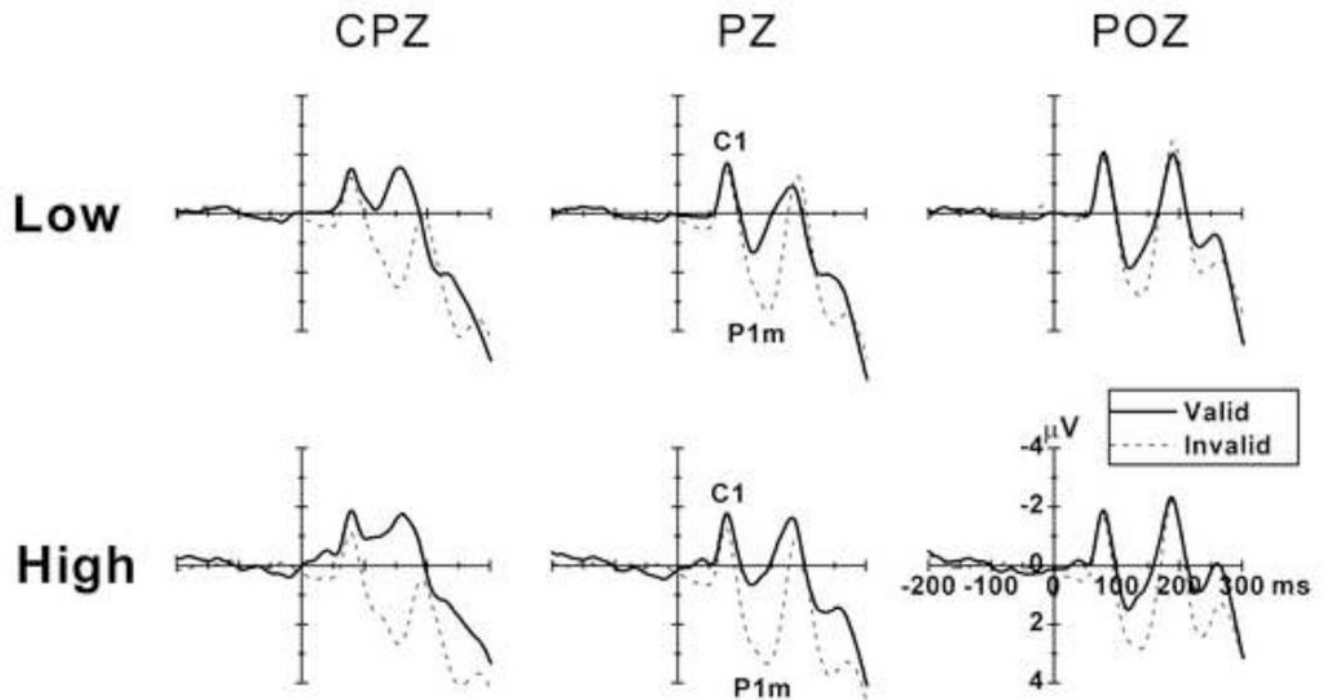 CPZ PZ POZ
C1
Low
P1m
Valid
Invalid
-4 µV
C1
-2
High
0
-200 -100 0 100 200 300 ms
2
P1m
4